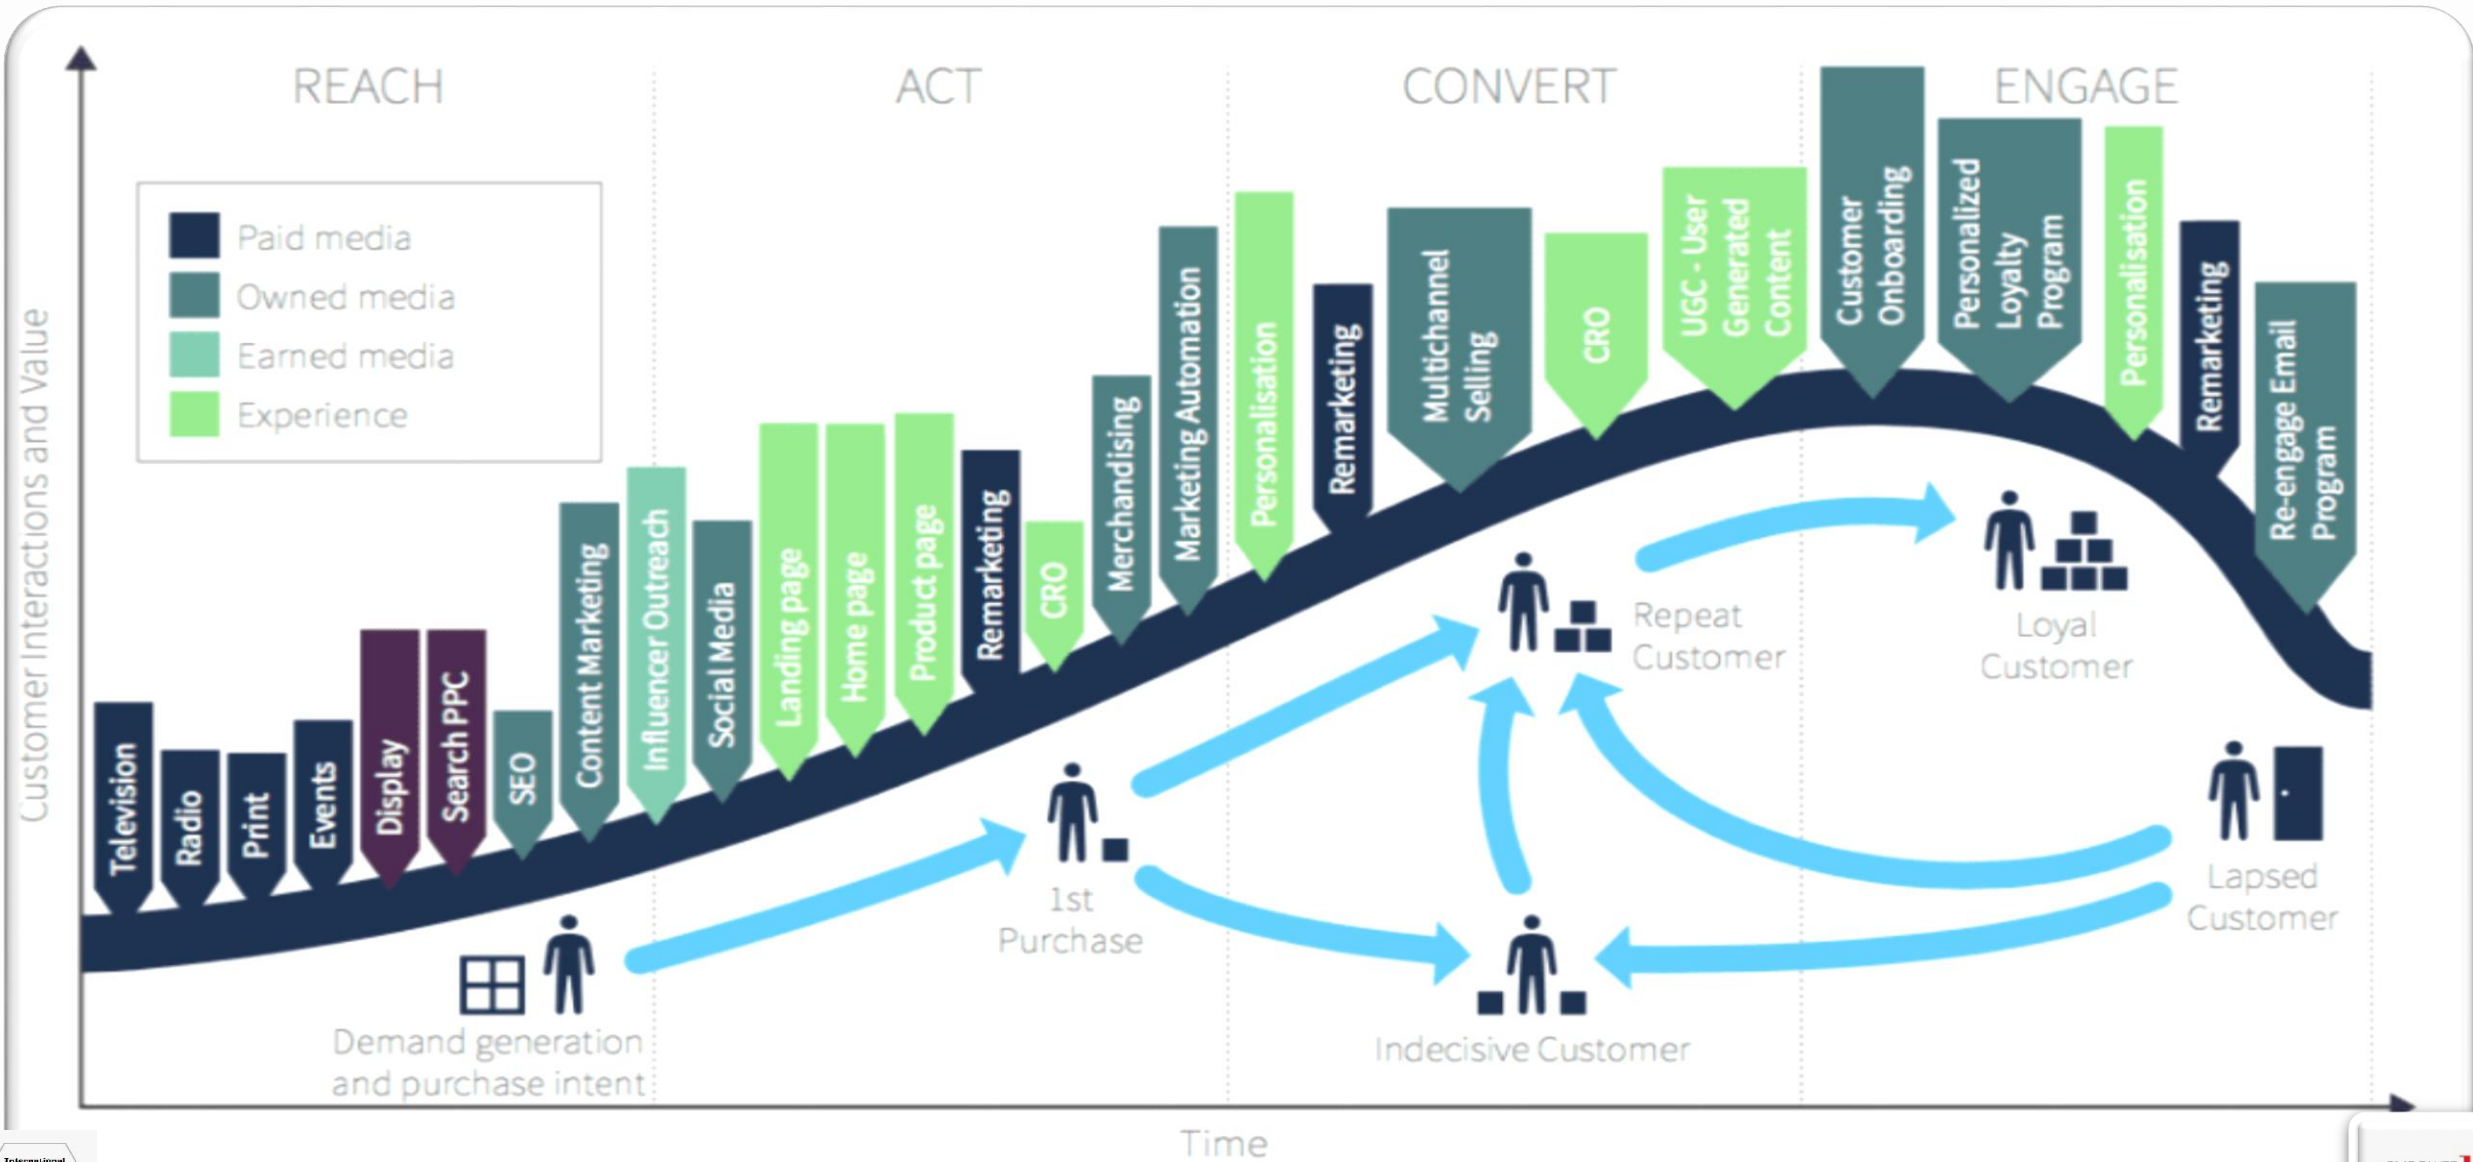 REACH
ACT
CONVERT
ENGAGE
Customer Interactions and Value
Paid media
Owned media
Earned media
Experience
Television
Radio
Print
Events
Display
Search PPC
SEO
Content Marketing
Influencer Outreach
Social Media
Landing page
Home page
Product page
Remarketing
CRO
Merchandising
Marketing Automation
Personalisation
Remarketing
Multichannel
Selling
CRO
UGC - User
Generated
Content
Customer
Onboarding
Personalized
Loyalty
Program
Personalisation
Remarketing
Re-engage Email
Program
Demand generation
and purchase intent
1st
Purchase
Repeat
Customer
Indecisive Customer
Loyal
Customer
Lapsed
Customer
Time
International